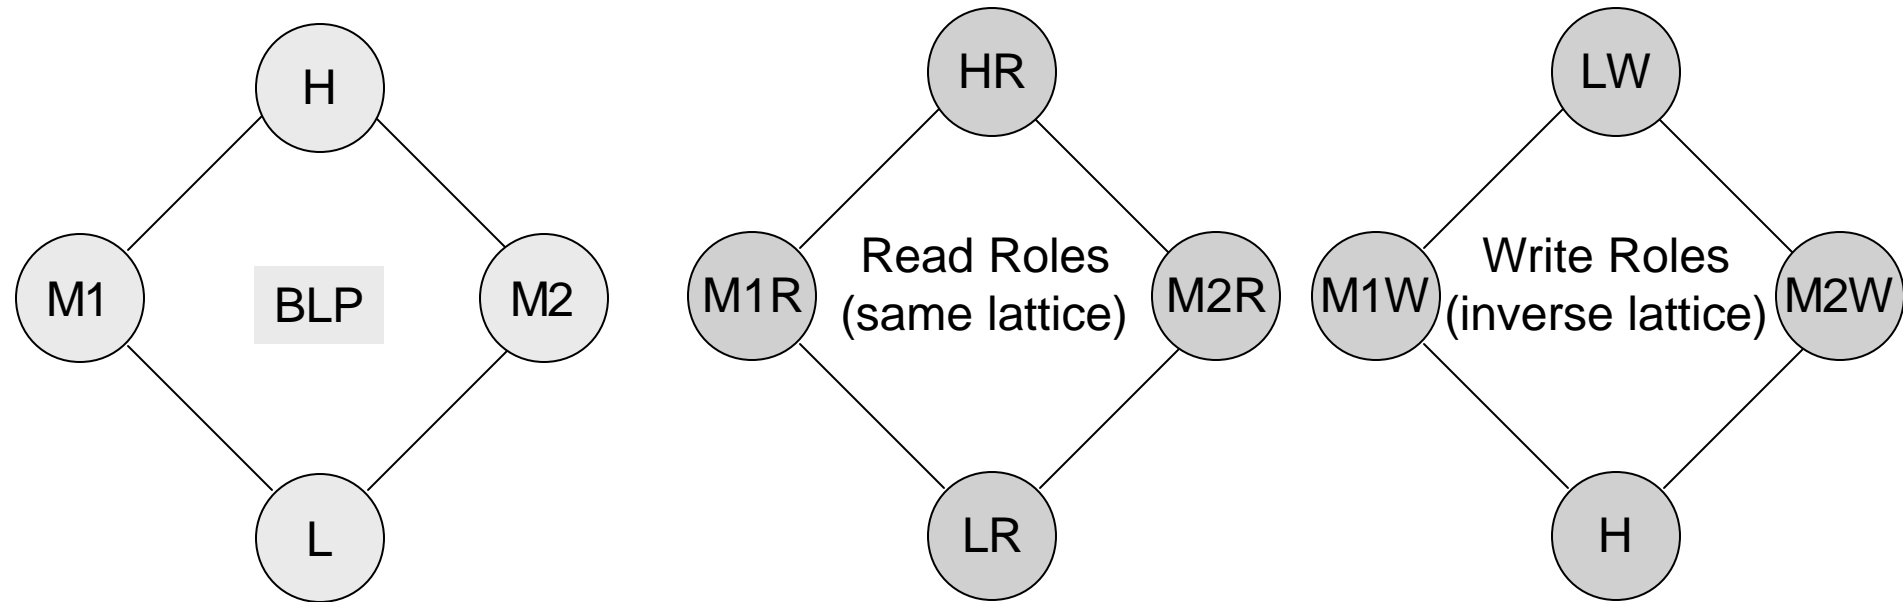 H
M1
BLP
M2
L
HR
M1R
Read Roles
(same lattice)
M2R
LR
LW
M1W
Write Roles
(inverse lattice)
M2W
H